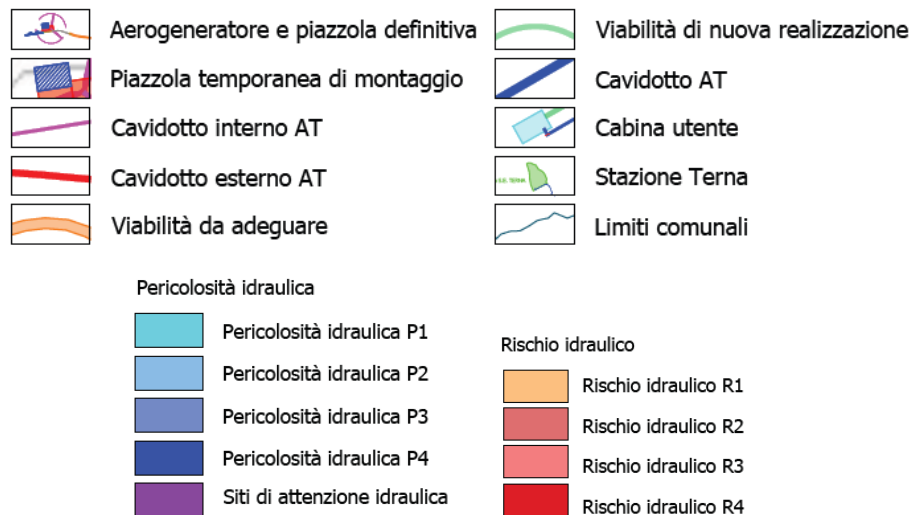 Aerogeneratore e piazzola definitiva
Piazzola temporanea di montaggio
Cavidotto interno AT
Cavidotto esterno AT
Viabilità da adeguare
Viabilità di nuova realizzazione
Cavidotto AT
Cabina utente
Stazione Terna
Limiti comunali
Pericolosità idraulica
Pericolosità idraulica P1
Pericolosità idraulica P2
Pericolosità idraulica P3
Pericolosità idraulica P4
Siti di attenzione idraulica
Rischio idraulico
Rischio idraulico R1
Rischio idraulico R2
Rischio idraulico R3
Rischio idraulico R4